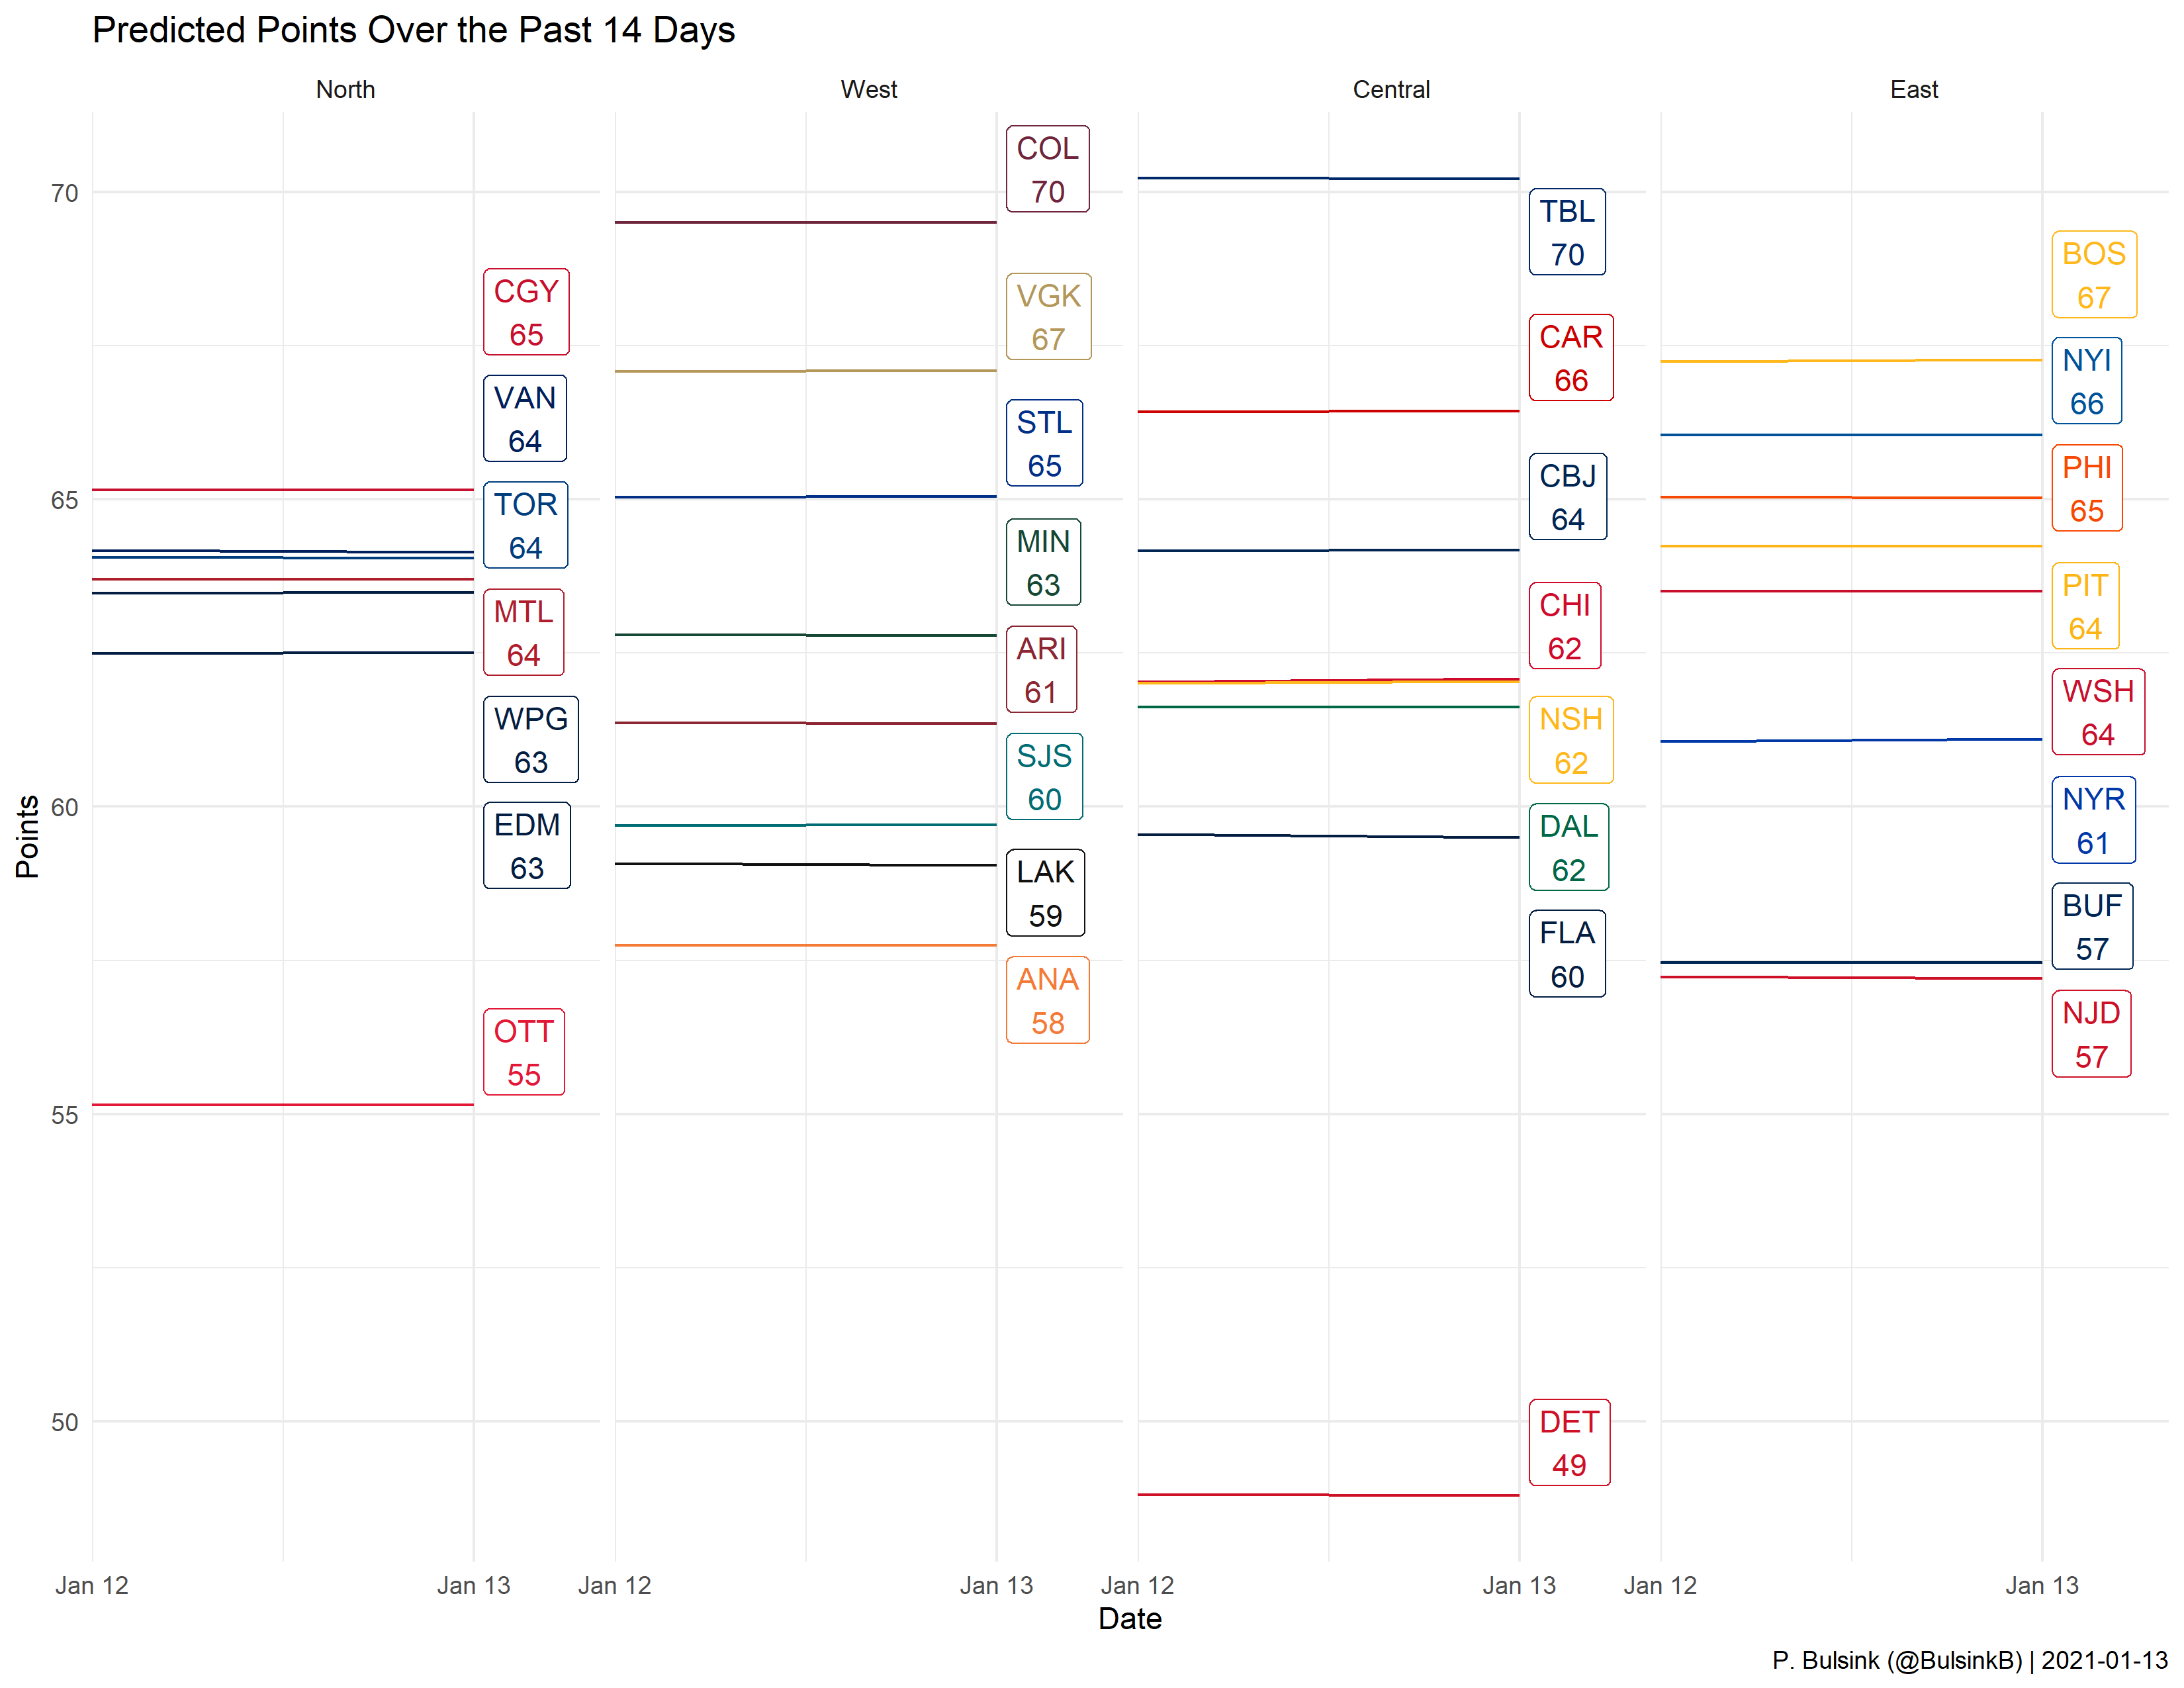 Predicted Points Over the Past 14 Days
North
West
Central
East
Points
70
65
60
55
50
CGY
65
VAN
64
TOR
64
MTL
64
WPG
63
EDM
63
OTT
55
COL
70
VGK
67
STL
65
MIN
63
ARI
61
SJS
60
LAK
59
ANA
58
TBL
70
CAR
66
CBJ
64
CHI
62
NSH
62
DAL
62
FLA
60
DET
49
BOS
67
NYI
66
PHI
65
PIT
64
WSH
64
NYR
61
BUF
57
NJD
57
Jan 12
Jan 13
Jan 12
Jan 13
Jan 12
Jan 13
Jan 12
Jan 13
Date
P. Bulsink (@BulsinkB) | 2021-01-13